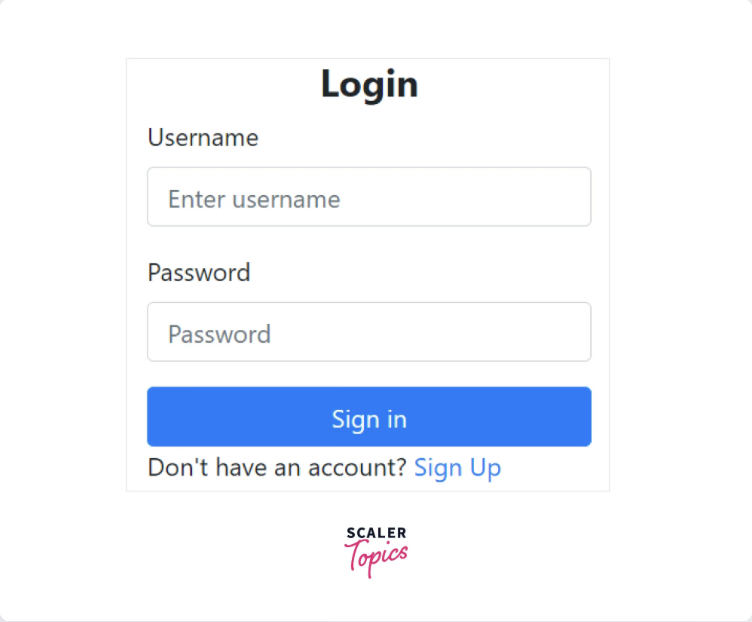 Login
Username
Enter username
Password
Password
Sign in
Don't have an account? Sign Up
SCALER
Topics